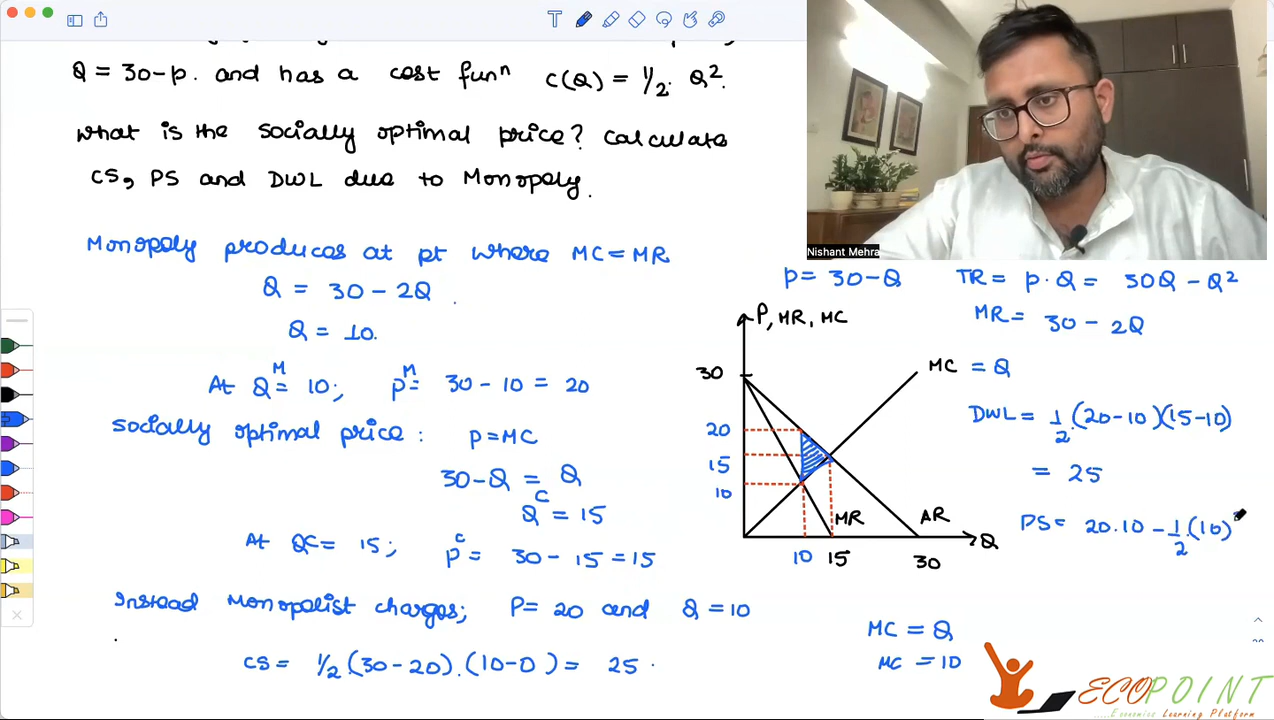 Q = 30-p. and has a cost funⁿ c(Q) = 1/2. Q².
What is the socially optimal price? Calculate
CS, PS and DWL due to Monopoly.
Monopoly produces at pt where MC=MR
Q = 30 - 2Q
Q = 10.
At Qᴹ = 10; pᴹ = 30 - 10 = 20
Socially optimal price : p=MC
30-Q = Q
Qᶜ = 15
At QC = 15; pᶜ = 30 - 15 = 15
Instead Monopolist charges; P= 20 and Q = 10
CS = 1/2.(30-20).(10-0) = 25
Nishant Mehra
p = 30-Q TR = p.Q = 30Q - Q²
MR = 30 - 2Q
P, MR, MC
MC = Q
30
20
15
10
MR
AR
Q
10 15 30
DWL = 1/2.(20-10)(15-10)
= 25
PS = 20.10 - 1/2.(10)
MC = Q
MC = 10
ECOPOINT
.....Economics Learning Platform